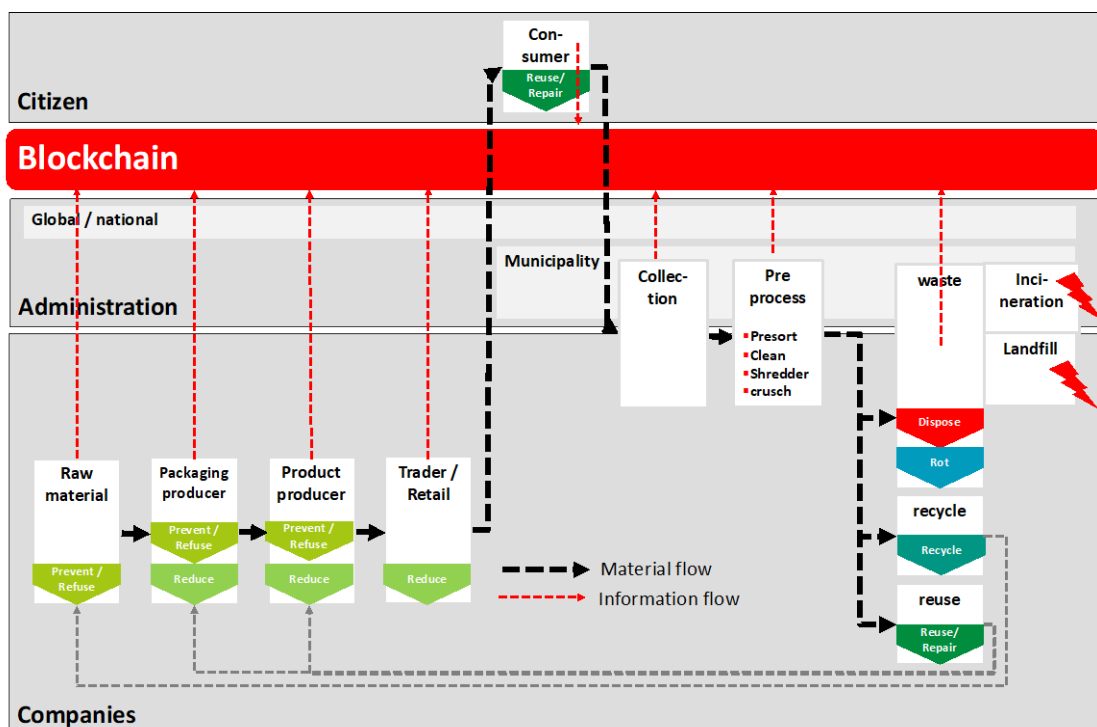 Con-
sumer
Reuse/
Repair
Citizen
Blockchain
Global / national
Municipality
Administration
Collec-
tion
Pre
process
Presort
Clean
Shredder
crusch
waste
Inci-
neration
Landfill
Dispose
Rot
Raw
material
Prevent /
Refuse
Packaging
producer
Prevent /
Refuse
Reduce
Product
producer
Prevent /
Refuse
Reduce
Trader /
Retail
Reduce
recycle
Recycle
reuse
Reuse/
Repair
Material flow
Information flow
Companies